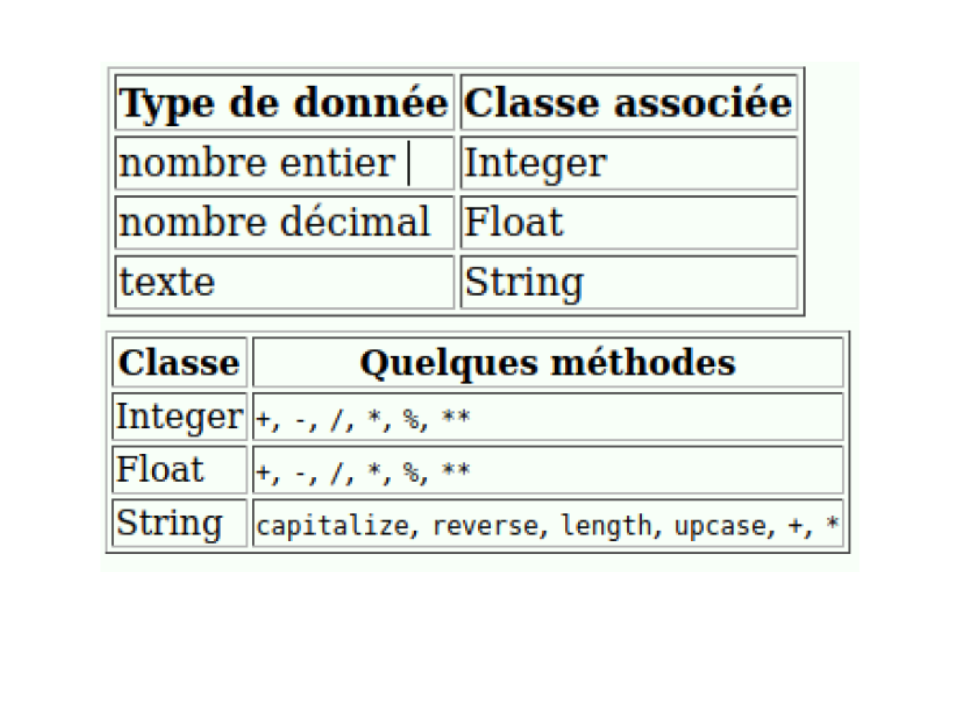 Type de donnée Classe associée
nombre entier Integer
nombre décimal Float
texte String
Classe Quelques méthodes
Integer +, -, /, *, %, **
Float +, -, /, *, %, **
String capitalize, reverse, length, upcase, +, *